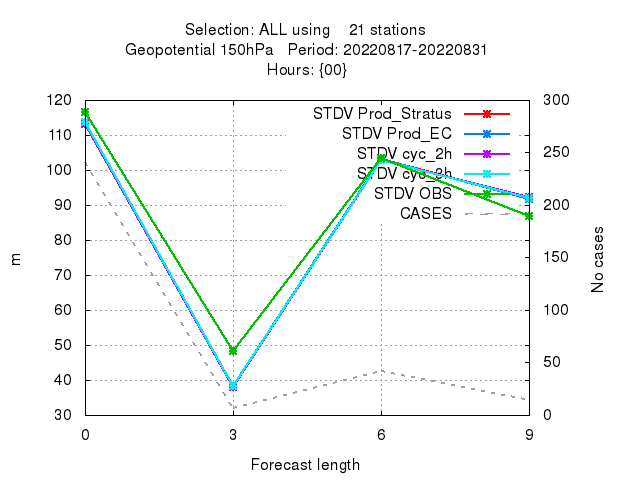 Selection: ALL using 21 stations
Geopotential 150hPa Period: 20220817-20220831
Hours: {00}
120
110
100
90
80
70
60
50
40
30
300
250
200
150
100
50
0
STDV Prod_Stratus
STDV Prod_EC
STDV cyc_2h
STDV cyc_3h
STDV OBS
CASES
m
No cases
0 3 6 9
Forecast length